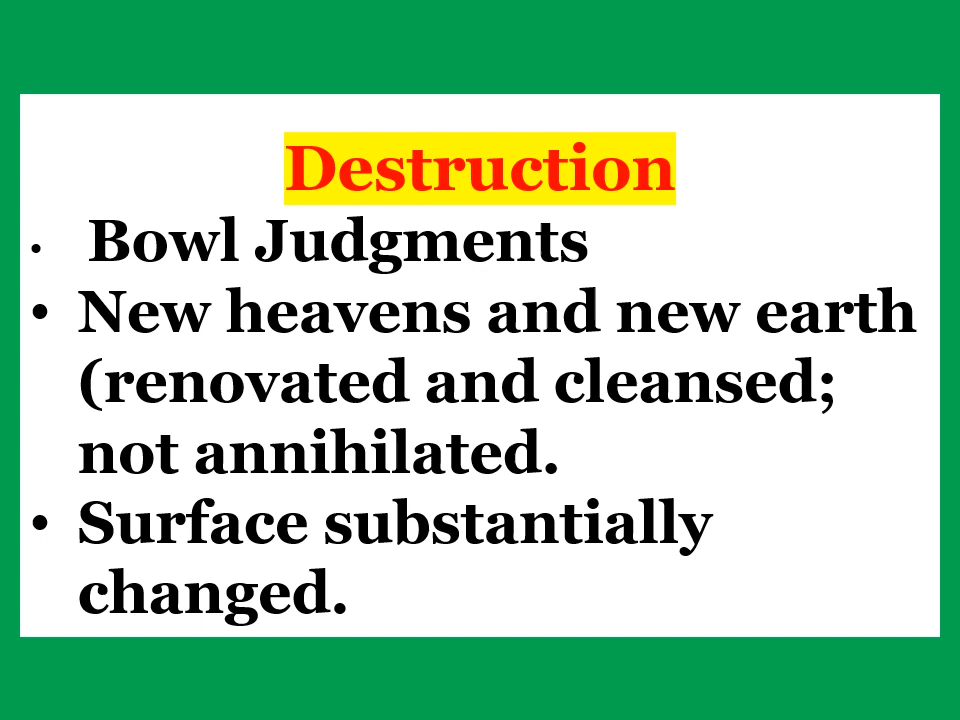 Destruction
• Bowl Judgments
• New heavens and new earth
(renovated and cleansed;
not annihilated.
• Surface substantially
changed.